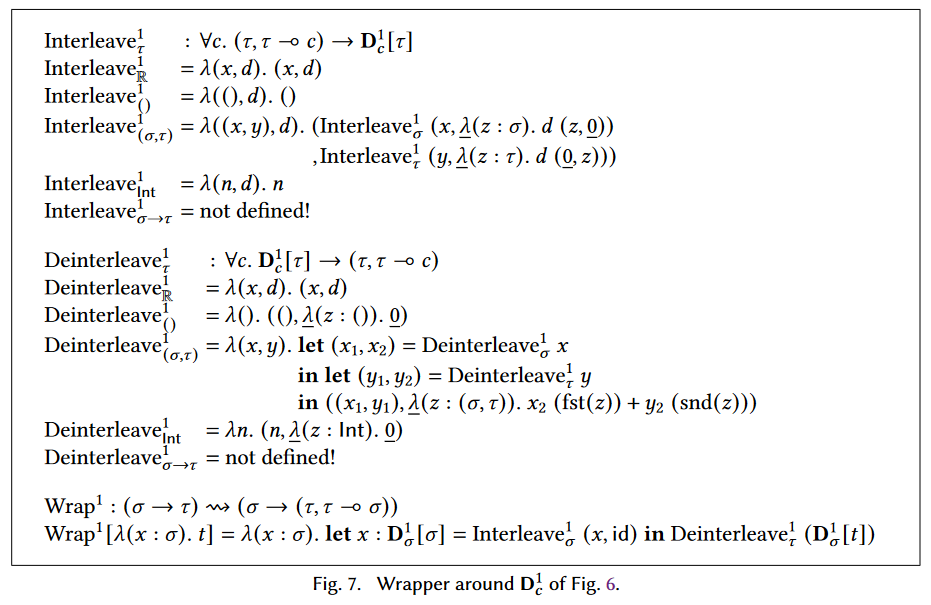 Interleave¹_τ : ∀c. (τ, τ ⊸ c) → D¹_c[τ]
Interleave¹_ℝ = λ(x, d). (x, d)
Interleave¹_() = λ((), d). ()
Interleave¹_(σ,τ) = λ((x, y), d). (Interleave¹_σ (x, λ̲(z : σ). d (z, 0̲))
, Interleave¹_τ (y, λ̲(z : τ). d (0̲, z)))
Interleave¹_Int = λ(n, d). n
Interleave¹_σ→τ = not defined!
Deinterleave¹_τ : ∀c. D¹_c[τ] → (τ, τ ⊸ c)
Deinterleave¹_ℝ = λ(x, d). (x, d)
Deinterleave¹_() = λ(). ((), λ̲(z : ()). 0̲)
Deinterleave¹_(σ,τ) = λ(x, y). let (x₁, x₂) = Deinterleave¹_σ x
in let (y₁, y₂) = Deinterleave¹_τ y
in ((x₁, y₁), λ̲(z : (σ, τ)). x₂ (fst(z)) + y₂ (snd(z)))
Deinterleave¹_Int = λn. (n, λ̲(z : Int). 0̲)
Deinterleave¹_σ→τ = not defined!
Wrap¹ : (σ → τ) ⇝ (σ → (τ, τ ⊸ σ))
Wrap¹[λ(x : σ). t] = λ(x : σ). let x : D¹_σ[σ] = Interleave¹_σ (x, id) in Deinterleave¹_τ (D¹_σ[t])
Fig. 7. Wrapper around D¹_c of Fig. 6.